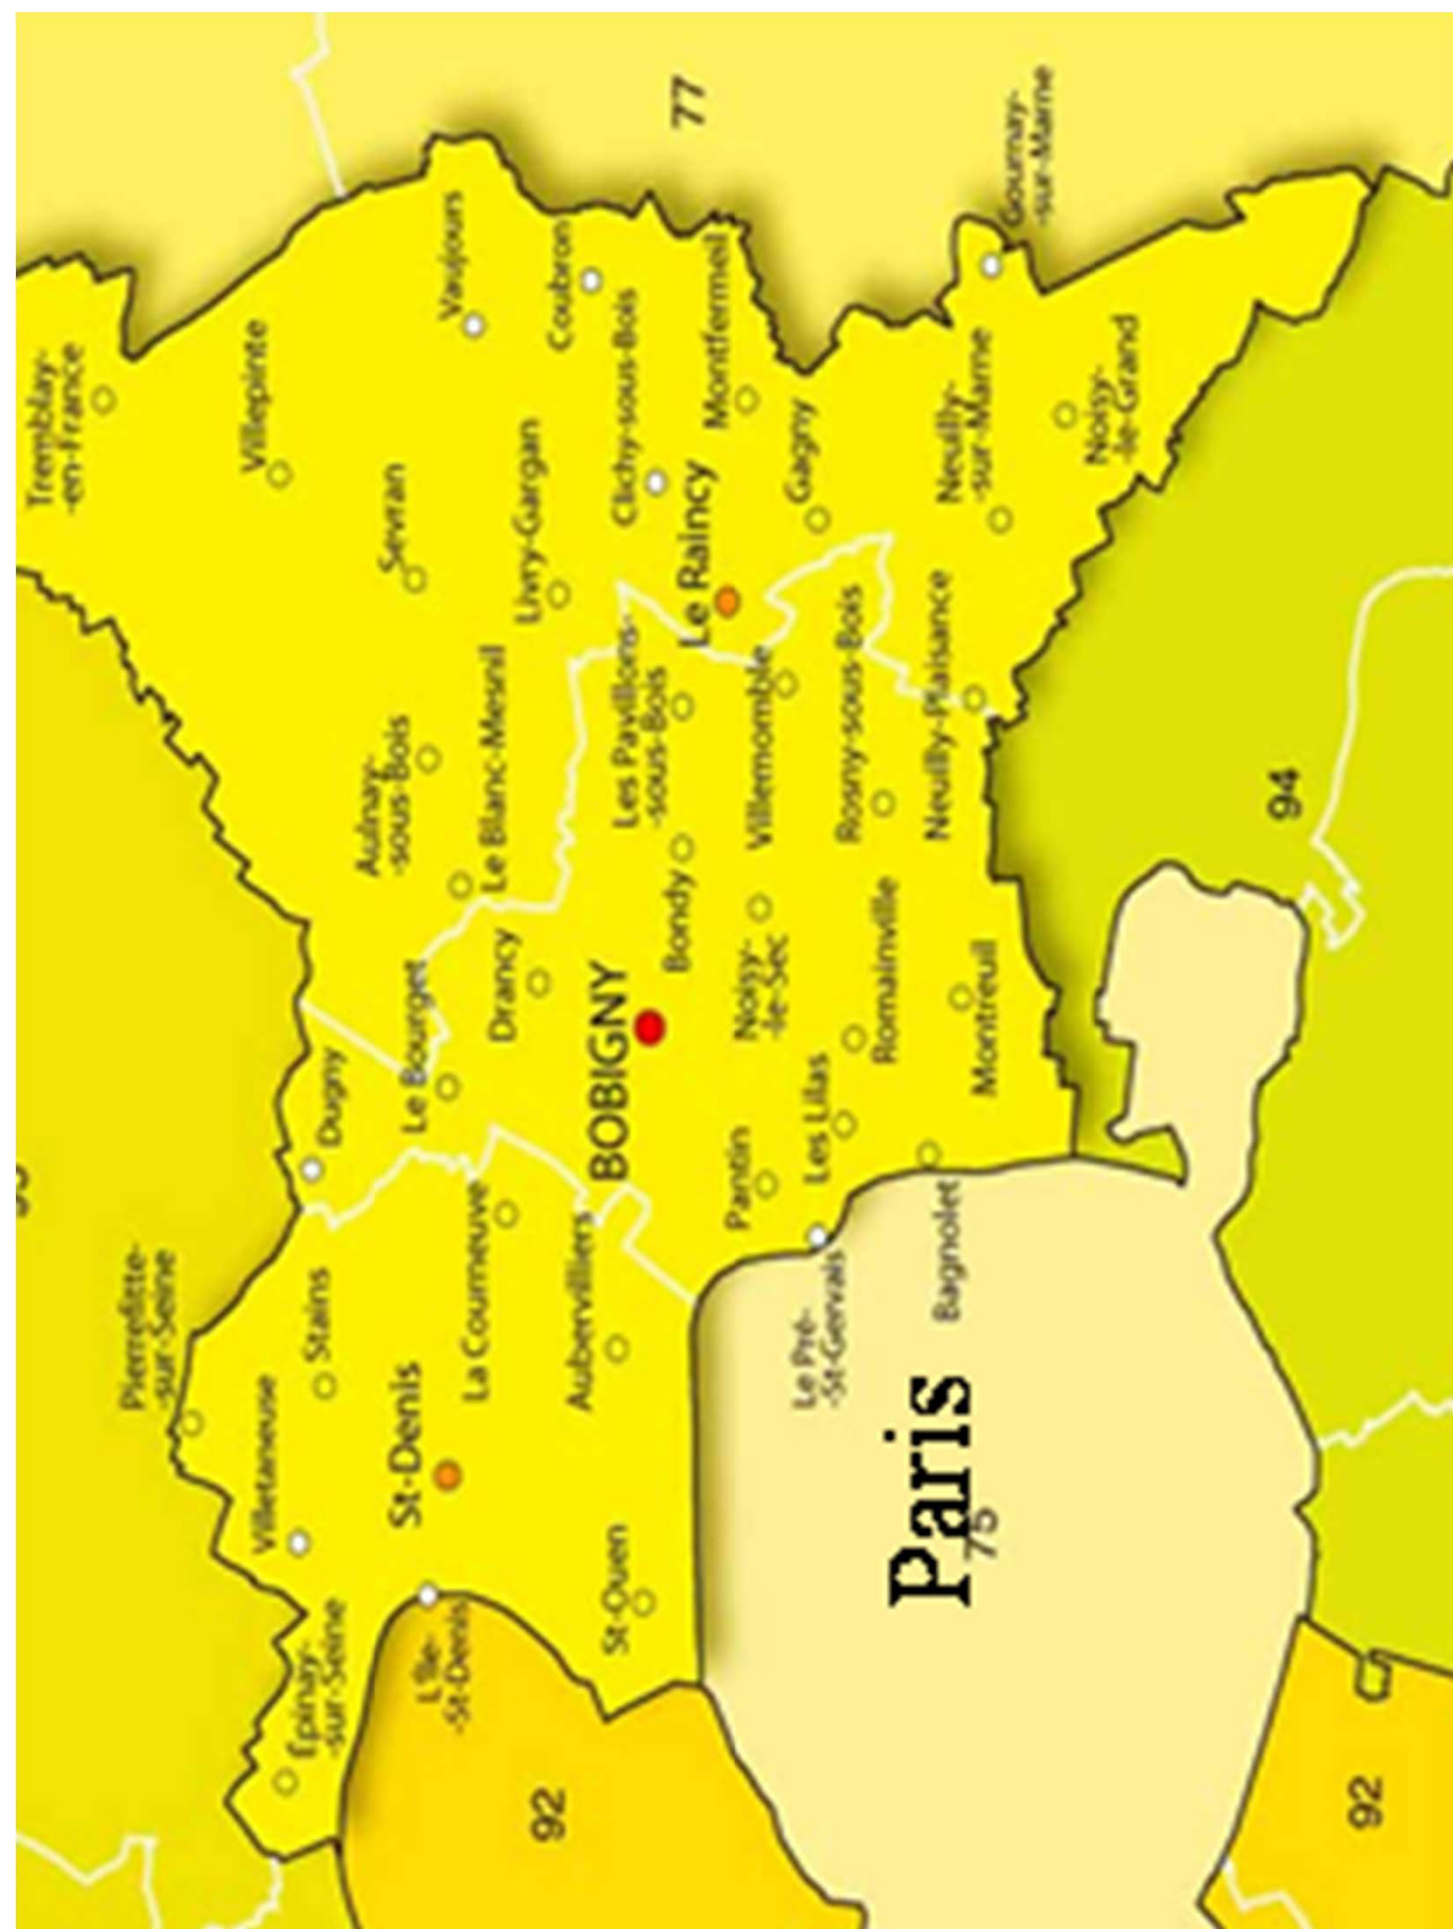 Tremblay-
-en-France
Pierrefitte-
-sur-Seine
Villepinte
Villetaneuse
Stains
Dugny
Épinay-
-sur-Seine
Aulnay-
-sous-Bois
Sevran
St-Denis
Le Bourget
L'Île-
-St-Denis
Vaujours
La Courneuve
Drancy
Le Blanc-Mesnil
Livry-Gargan
Coubron
92
Aubervilliers
BOBIGNY
St-Ouen
Les Pavillons-
-sous-Bois
Clichy-sous-Bois
Bondy
Le Raincy
77
Montfermeil
Pantin
Noisy-
-le-Sec
Villemomble
Gagny
Le Pré-
-St-Gervais
Les Lilas
Rosny-sous-Bois
Romainville
Bagnolet
Neuilly-Plaisance
Neuilly-
-sur-Marne
Paris
75
Montreuil
Gournay-
-sur-Marne
Noisy-
-le-Grand
94
92